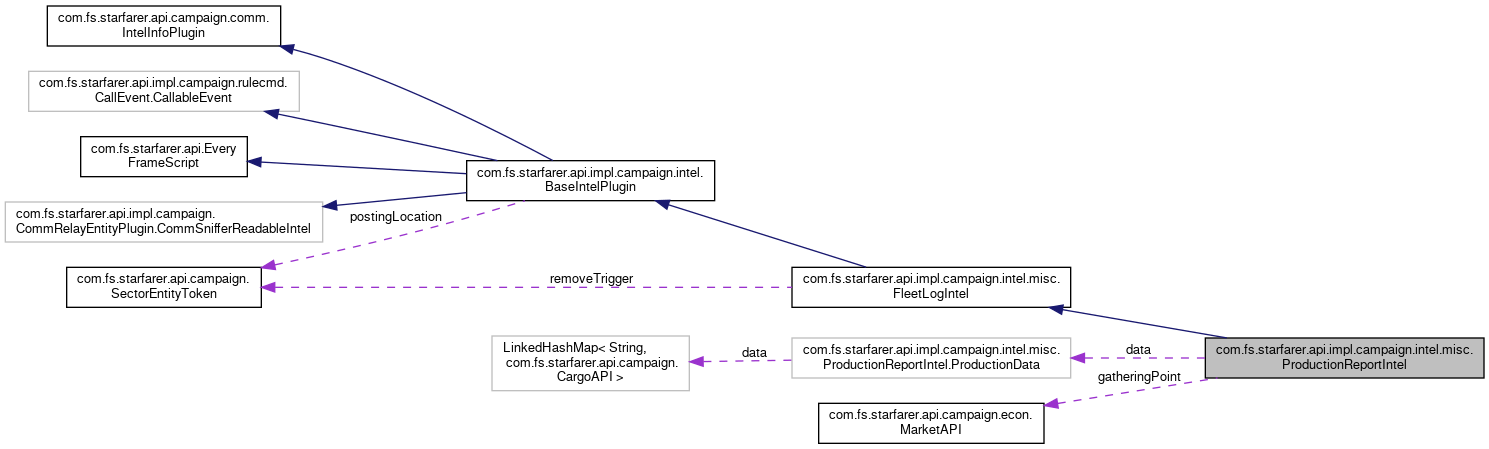 com.fs.starfarer.api.campaign.comm.
IntelInfoPlugin
com.fs.starfarer.api.impl.campaign.rulecmd.
CallEvent.CallableEvent
com.fs.starfarer.api.Every
FrameScript
com.fs.starfarer.api.impl.campaign.
CommRelayEntityPlugin.CommSnifferReadableIntel
com.fs.starfarer.api.campaign.
SectorEntityToken
com.fs.starfarer.api.impl.campaign.intel.
BaseIntelPlugin
postingLocation
removeTrigger
com.fs.starfarer.api.impl.campaign.intel.misc.
FleetLogIntel
LinkedHashMap< String,
com.fs.starfarer.api.campaign.
CargoAPI >
data
com.fs.starfarer.api.impl.campaign.intel.misc.
ProductionReportIntel.ProductionData
data
gatheringPoint
com.fs.starfarer.api.campaign.econ.
MarketAPI
com.fs.starfarer.api.impl.campaign.intel.misc.
ProductionReportIntel